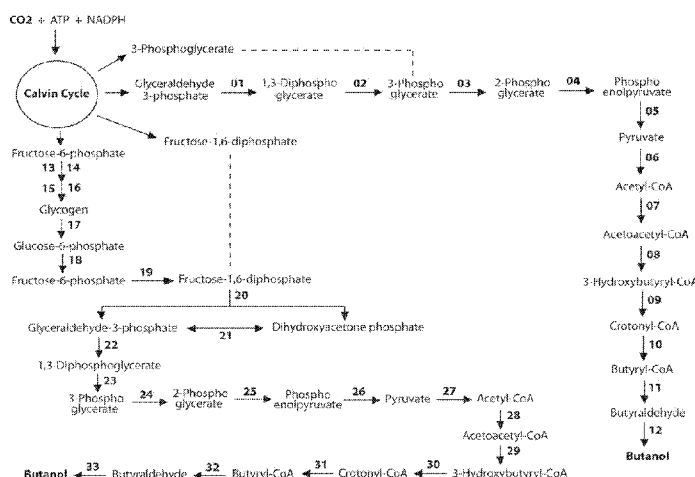 CO2 + ATP + NADPH
3-Phosphoglycerate
Calvin Cycle
Glyceraldehyde
3-phosphate
01
1,3-Diphospho
glycerate
02
3-Phospho
glycerate
03
2-Phospho
glycerate
04
Phospho
enolpyruvate
05
Pyruvate
06
Acetyl-CoA
07
Acetoacetyl-CoA
08
3-Hydroxybutyryl-CoA
09
Crotonyl-CoA
10
Butyryl-CoA
11
Butyraldehyde
12
Butanol
Fructose-1,6-diphosphate
Fructose-6-phosphate
13 14
15 16
Glycogen
17
Glucose-6-phosphate
18
Fructose-6-phosphate
19
Fructose-1,6-diphosphate
20
Glyceraldehyde-3-phosphate
21
Dihydroxyacetone phosphate
22
1,3-Diphosphoglycerate
23
3-Phospho
glycerate
24
2-Phospho
glycerate
25
Phospho
enolpyruvate
26
Pyruvate
27
Acetyl-CoA
28
Acetoacetyl-CoA
29
3-Hydroxybutyryl-CoA
30
Crotonyl-CoA
31
Butyryl-CoA
32
Butyraldehyde
33
Butanol